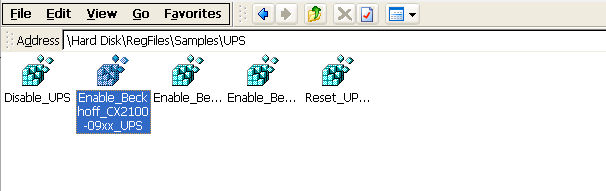 File Edit View Go Favorites
Address \Hard Disk\RegFiles\Samples\UPS
Disable_UPS
Enable_Beck
hoff_CX2100
-09xx_UPS
Enable_Be...
Enable_Be...
Reset_UP...